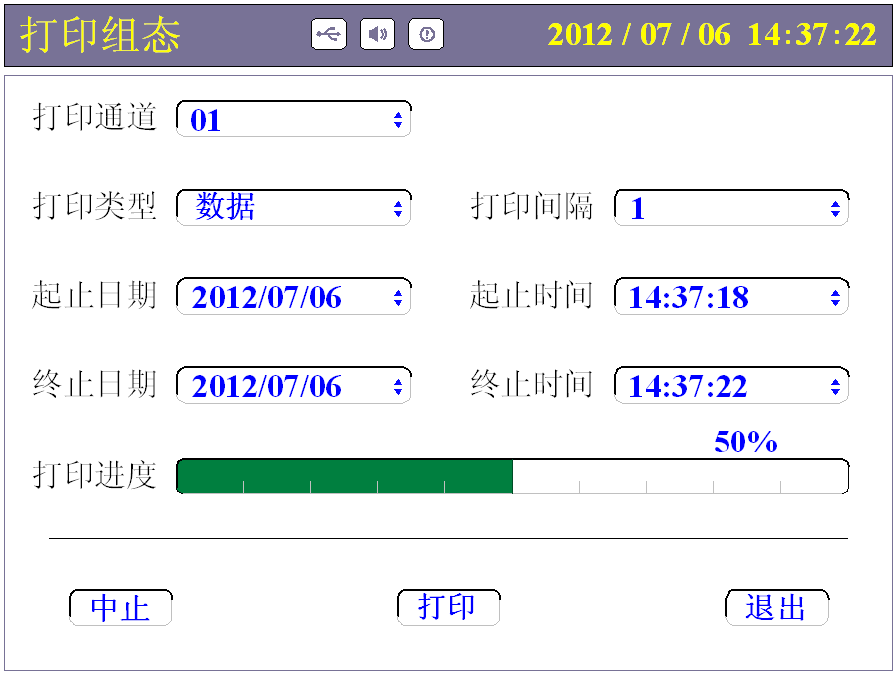 打印组态 2012 / 07 / 06 14:37:22
打印通道 01
打印类型 数据 打印间隔 1
起止日期 2012/07/06 起止时间 14:37:18
终止日期 2012/07/06 终止时间 14:37:22
50%
打印进度
中止 打印 退出